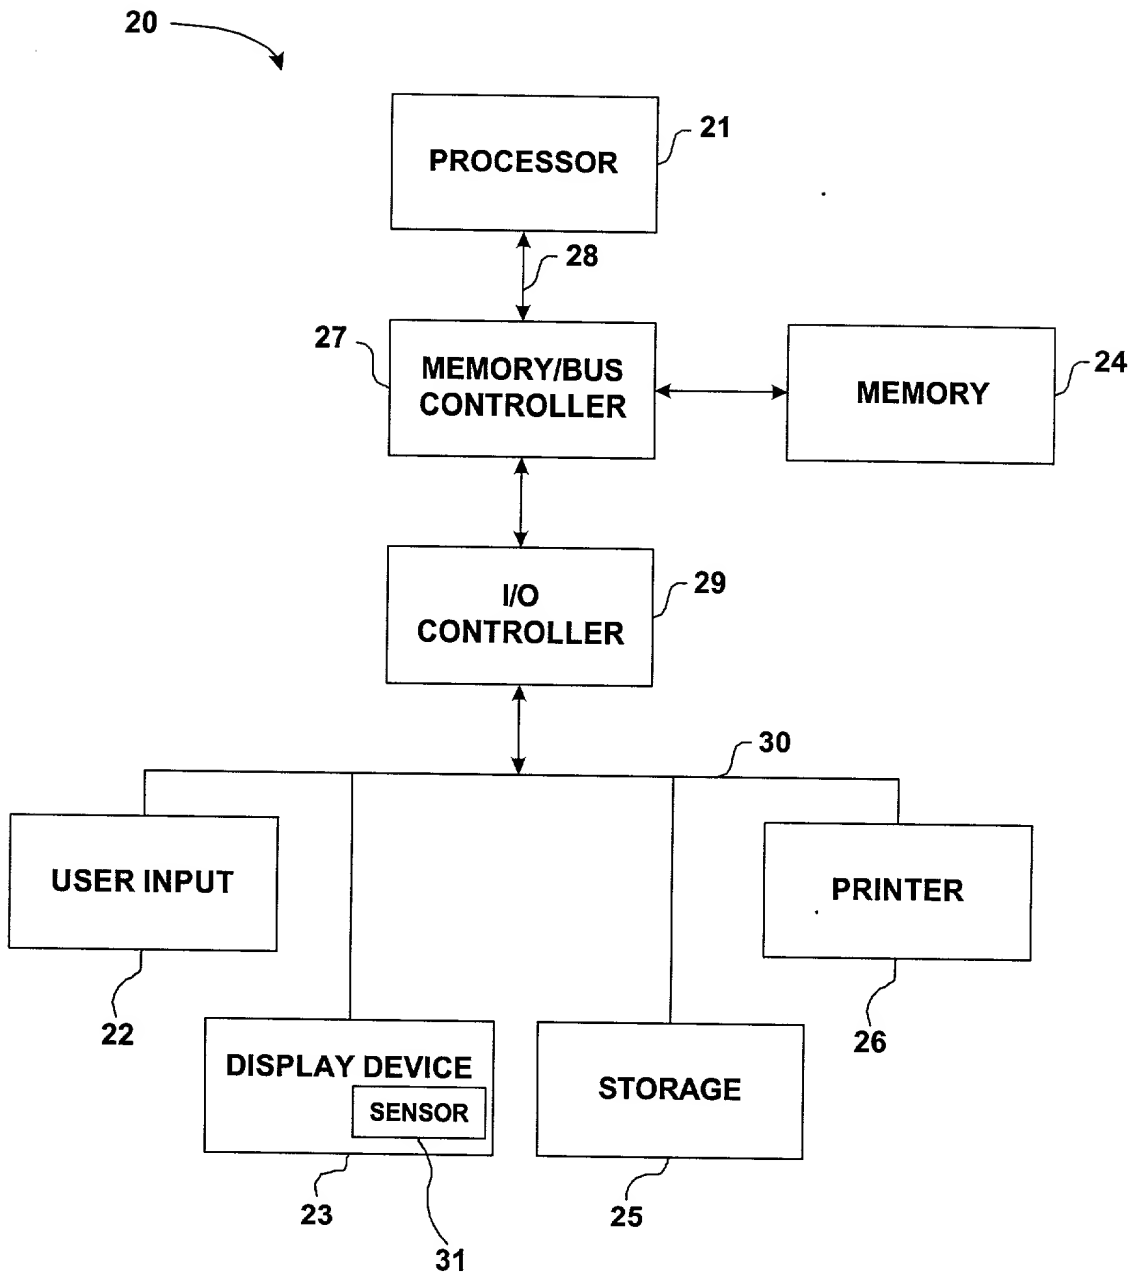 20
21
PROCESSOR
28
27
MEMORY/BUS
CONTROLLER
24
MEMORY
29
I/O
CONTROLLER
30
USER INPUT
PRINTER
22
26
DISPLAY DEVICE
SENSOR
STORAGE
23
25
31